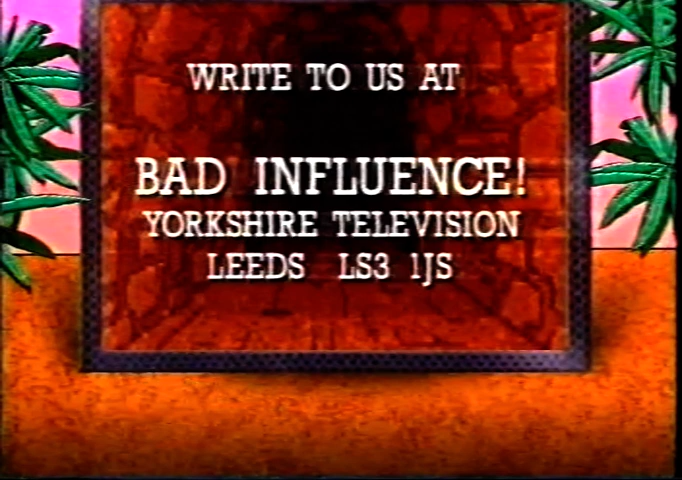 WRITE TO US AT
BAD INFLUENCE!
YORKSHIRE TELEVISION
LEEDS LS3 1JS